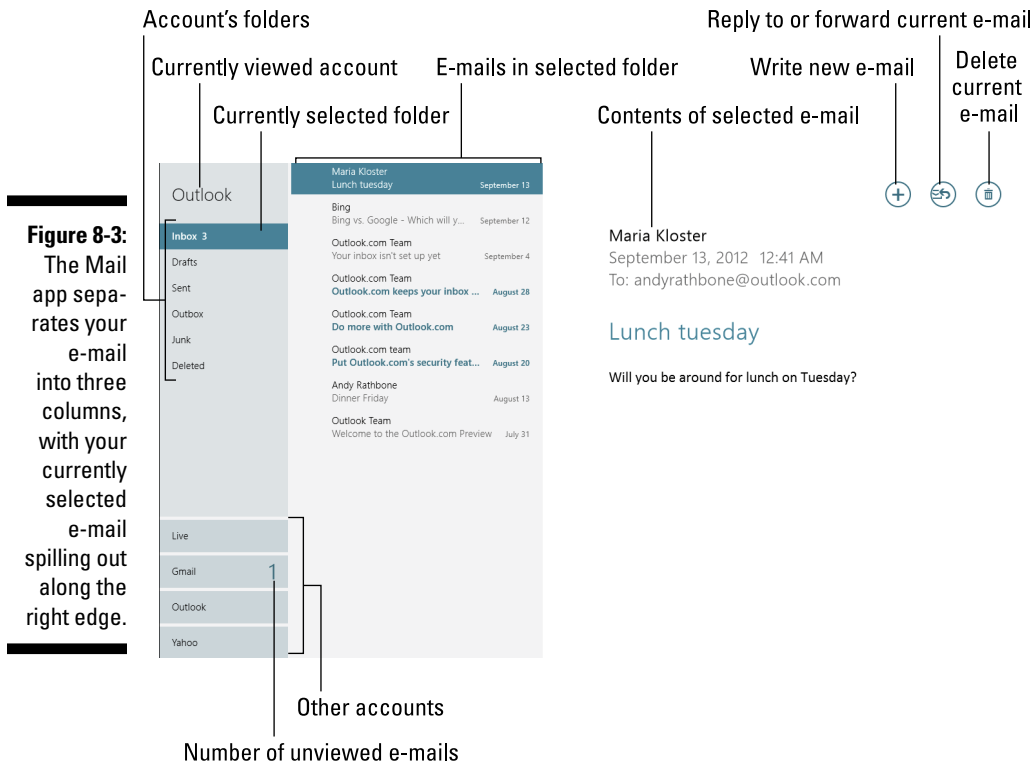 Account's folders
Reply to or forward current e-mail
Currently viewed account
E-mails in selected folder
Write new e-mail
Delete
current
e-mail
Currently selected folder
Contents of selected e-mail
Figure 8-3:
The Mail
app sepa-
rates your
e-mail
into three
columns,
with your
currently
selected
e-mail
spilling out
along the
right edge.
Outlook
Inbox 3
Drafts
Sent
Outbox
Junk
Deleted
Live
Gmail 1
Outlook
Yahoo
Maria Kloster
Lunch tuesday September 13
Bing
Bing vs. Google - Which will y... September 12
Outlook.com Team
Your inbox isn't set up yet September 4
Outlook.com Team
Outlook.com keeps your inbox ... August 28
Outlook.com Team
Do more with Outlook.com August 23
Outlook.com team
Put Outlook.com's security feat... August 20
Andy Rathbone
Dinner Friday August 13
Outlook Team
Welcome to the Outlook.com Preview July 31
Maria Kloster
September 13, 2012 12:41 AM
To: andyrathbone@outlook.com
Lunch tuesday
Will you be around for lunch on Tuesday?
Other accounts
Number of unviewed e-mails